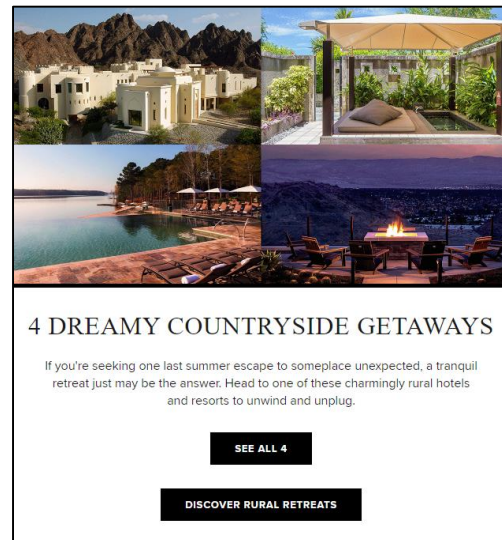 4 DREAMY COUNTRYSIDE GETAWAYS
If you're seeking one last summer escape to someplace unexpected, a tranquil
retreat just may be the answer. Head to one of these charmingly rural hotels
and resorts to unwind and unplug.
SEE ALL 4
DISCOVER RURAL RETREATS